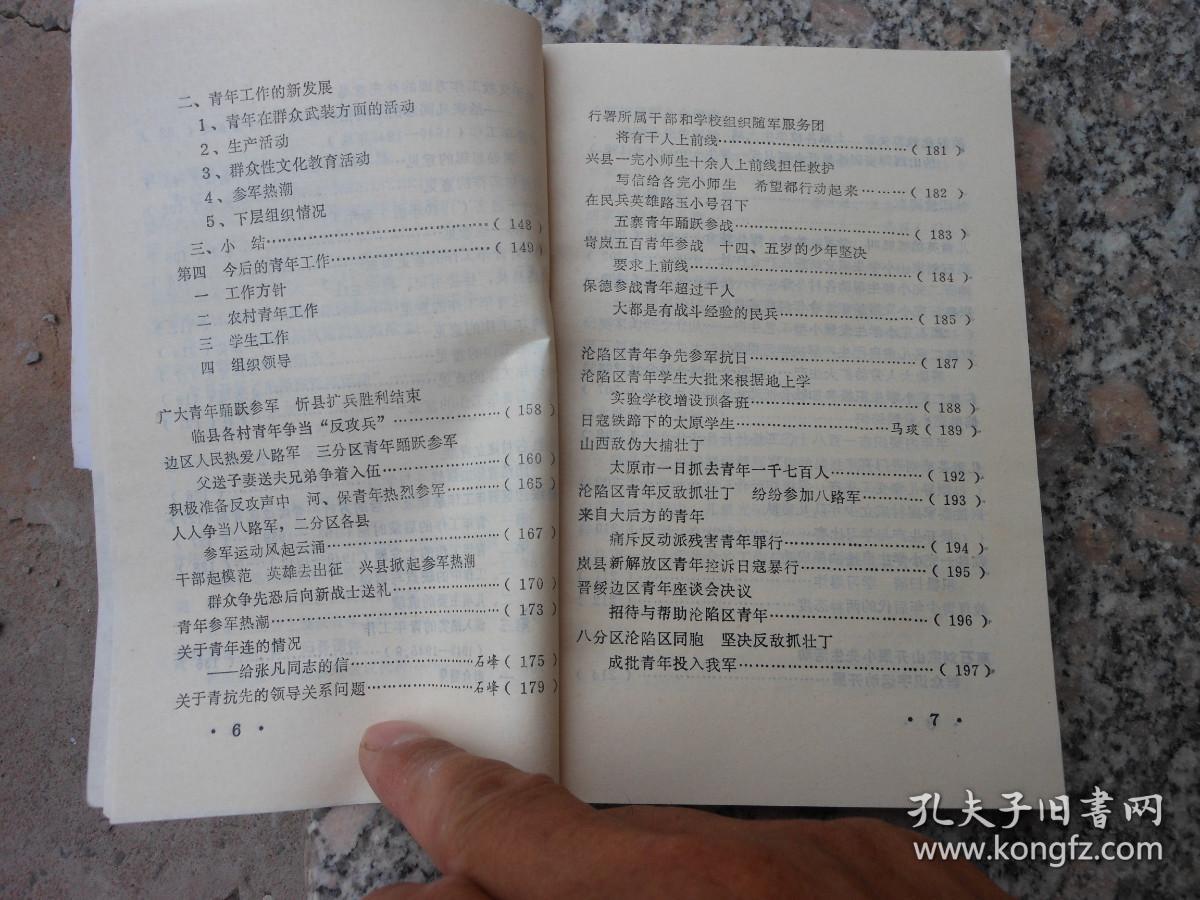 二、青年工作的新发展
1、青年在群众武装方面的活动
2、生产活动
3、群众性文化教育活动
4、参军热潮
5、下层组织情况
三、小 结……………………………………(148)
第四 今后的青年工作…………………………(149)
一 工作方针
二 农村青年工作
三 学生工作
四 组织领导
广大青年踊跃参军 忻县扩兵胜利结束
临县各村青年争当“反攻兵”………………(158)
边区人民热爱八路军 三分区青年踊跃参军
父送子妻送夫兄弟争着入伍…………………(160)
积极准备反攻声中 河、保青年热烈参军………(165)
人人争当八路军，二分区各县
参军运动风起云涌……………………………(167)
干部起模范 英雄去出征 兴县掀起参军热潮
群众争先恐后向新战士送礼…………………(170)
青年参军热潮……………………………………(173)
关于青年连的情况
——给张凡同志的信……………………石峰(175)
关于青抗先的领导关系问题………………石峰(179)
· 6 ·
行署所属干部和学校组织随军服务团
将有千人上前线………………………………(181)
兴县一完小师生十余人上前线担任救护
写信给各完小师生 希望都行动起来………(182)
在民兵英雄路玉小号召下
五寨青年踊跃参战……………………………(183)
岢岚五百青年参战 十四、五岁的少年坚决
要求上前线……………………………………(184)
保德参战青年超过千人
大都是有战斗经验的民兵……………………(185)
沦陷区青年争先参军抗日………………………(187)
沦陷区青年学生大批来根据地上学
实验学校增设预备班…………………………(188)
日寇铁蹄下的太原学生……………………马琰(189)
山西敌伪大捕壮丁
太原市一日抓去青年一千七百人……………(192)
沦陷区青年反敌抓壮丁 纷纷参加八路军………(193)
来自大后方的青年
痛斥反动派残害青年罪行……………………(194)
岚县新解放区青年控诉日寇暴行………………(195)
晋绥边区青年座谈会决议
招待与帮助沦陷区青年………………………(196)
八分区沦陷区同胞 坚决反敌抓壮丁
成批青年投入我军……………………………(197)
· 7 ·
孔夫子旧书网
www.kongfz.com